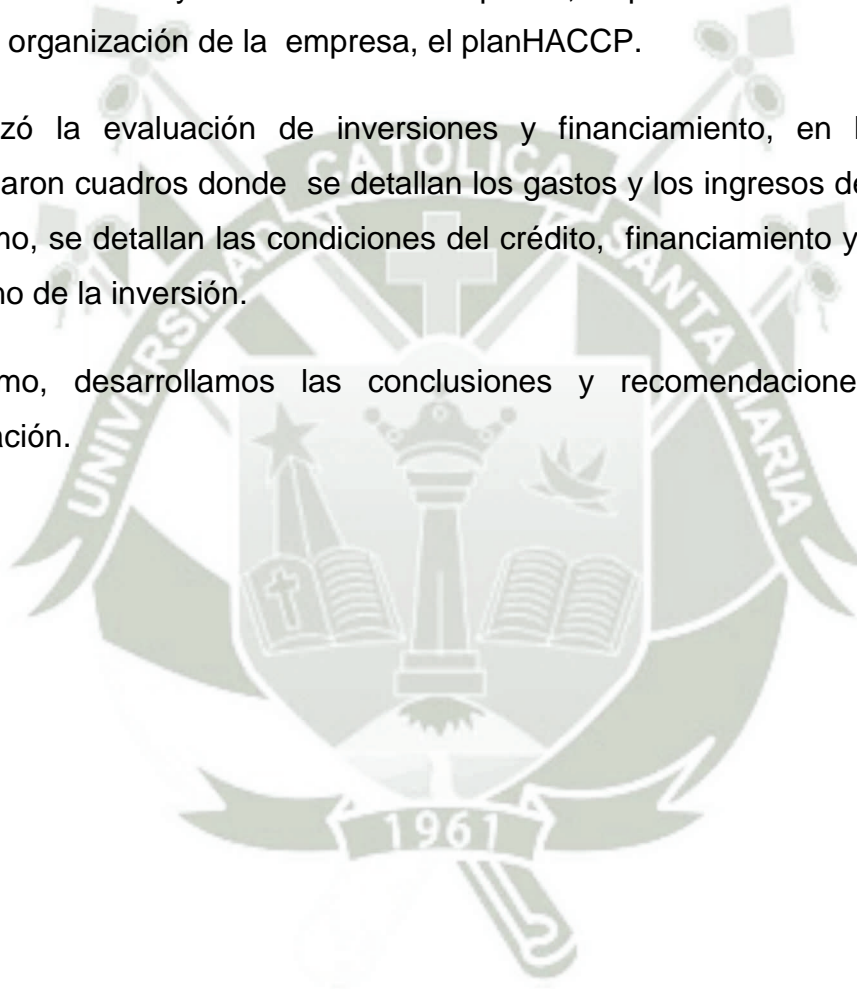 organización de la empresa, el planHACCP.
zó la evaluación de inversiones y financiamiento, en
aron cuadros donde se detallan los gastos y los ingresos de
mo, se detallan las condiciones del crédito, financiamiento y
no de la inversión.
mo, desarrollamos las conclusiones y recomendacione
ación.
UNIVERSIDAD CATOLICA SANTA MARIA
1961